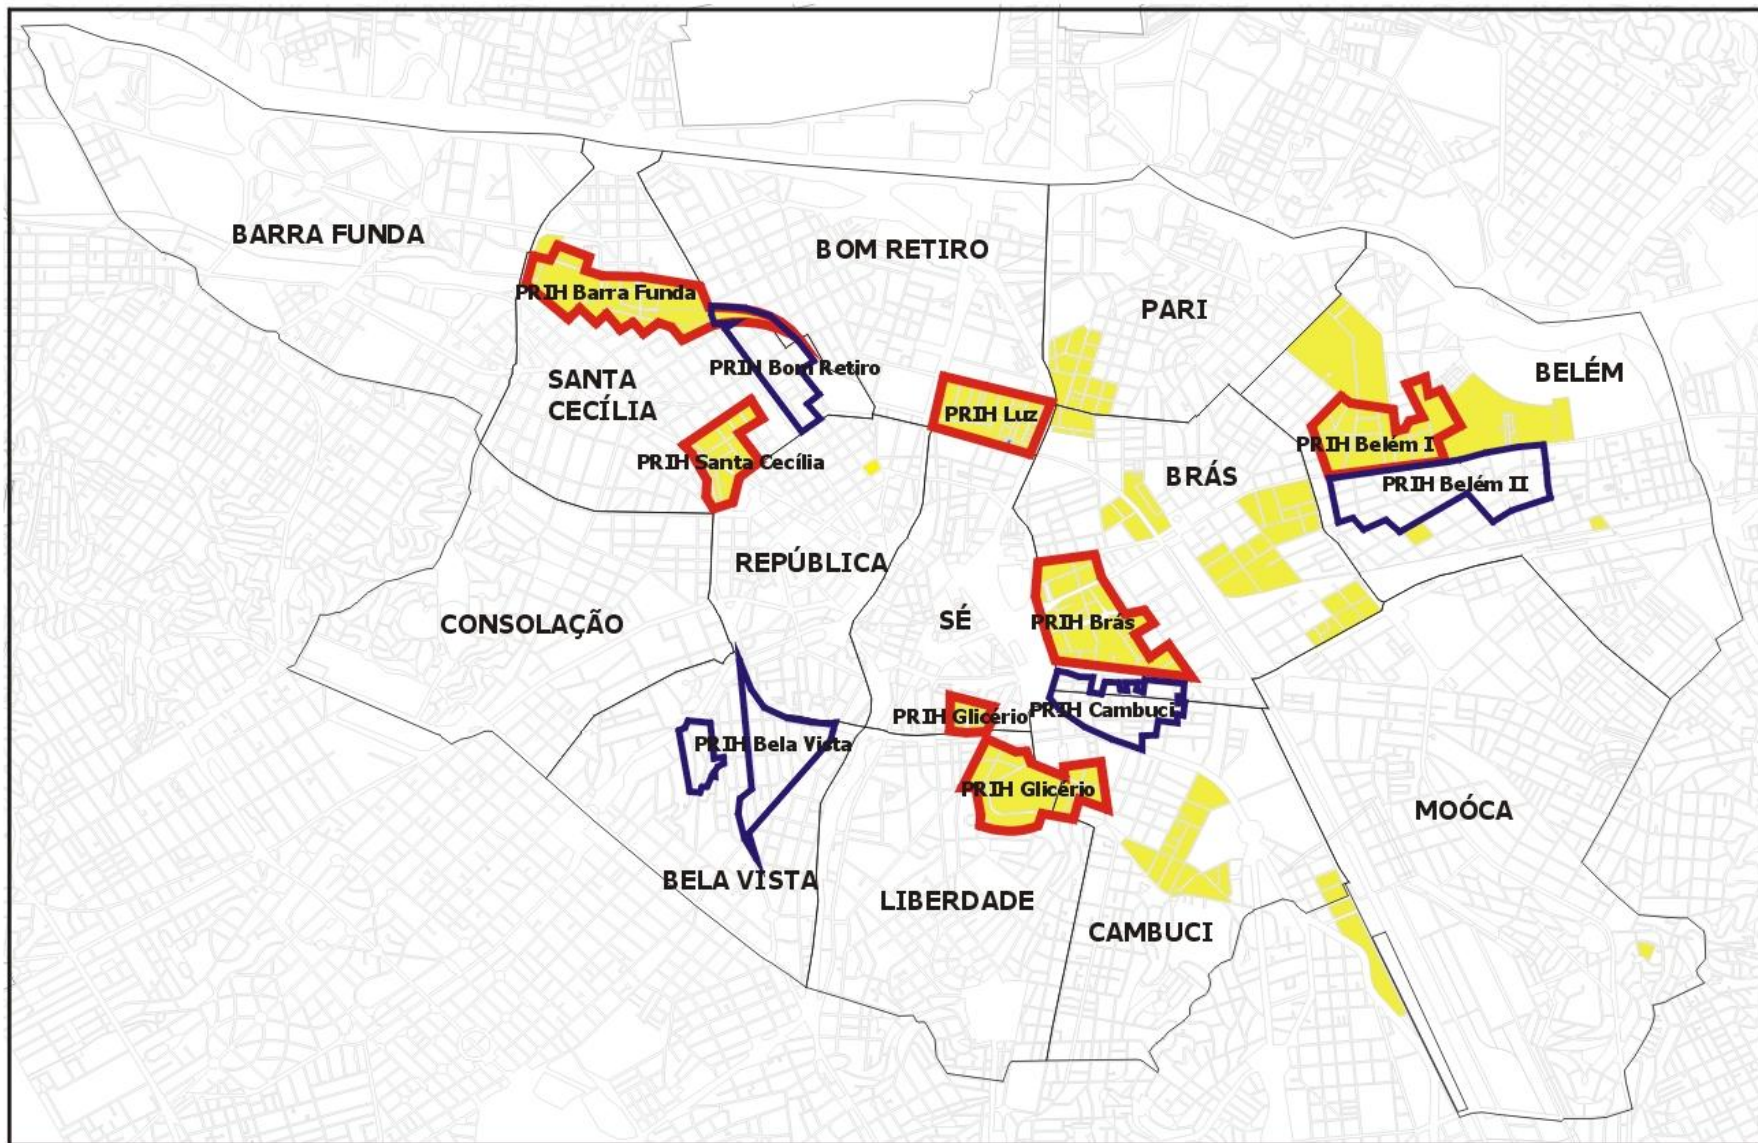 BARRA FUNDA
BOM RETIRO
PRIH Barra Funda
PARI
PRIH Bom Retiro
SANTA
CECÍLIA
BELÉM
PRIH Luz
PRIH Belém I
PRIH Santa Cecília
BRÁS
PRIH Belém II
REPÚBLICA
CONSOLAÇÃO
SÉ
PRIH Brás
PRIH Glicério
PRIH Cambuci
PRIH Bela Vista
PRIH Glicério
MOÓCA
BELA VISTA
LIBERDADE
CAMBUCI